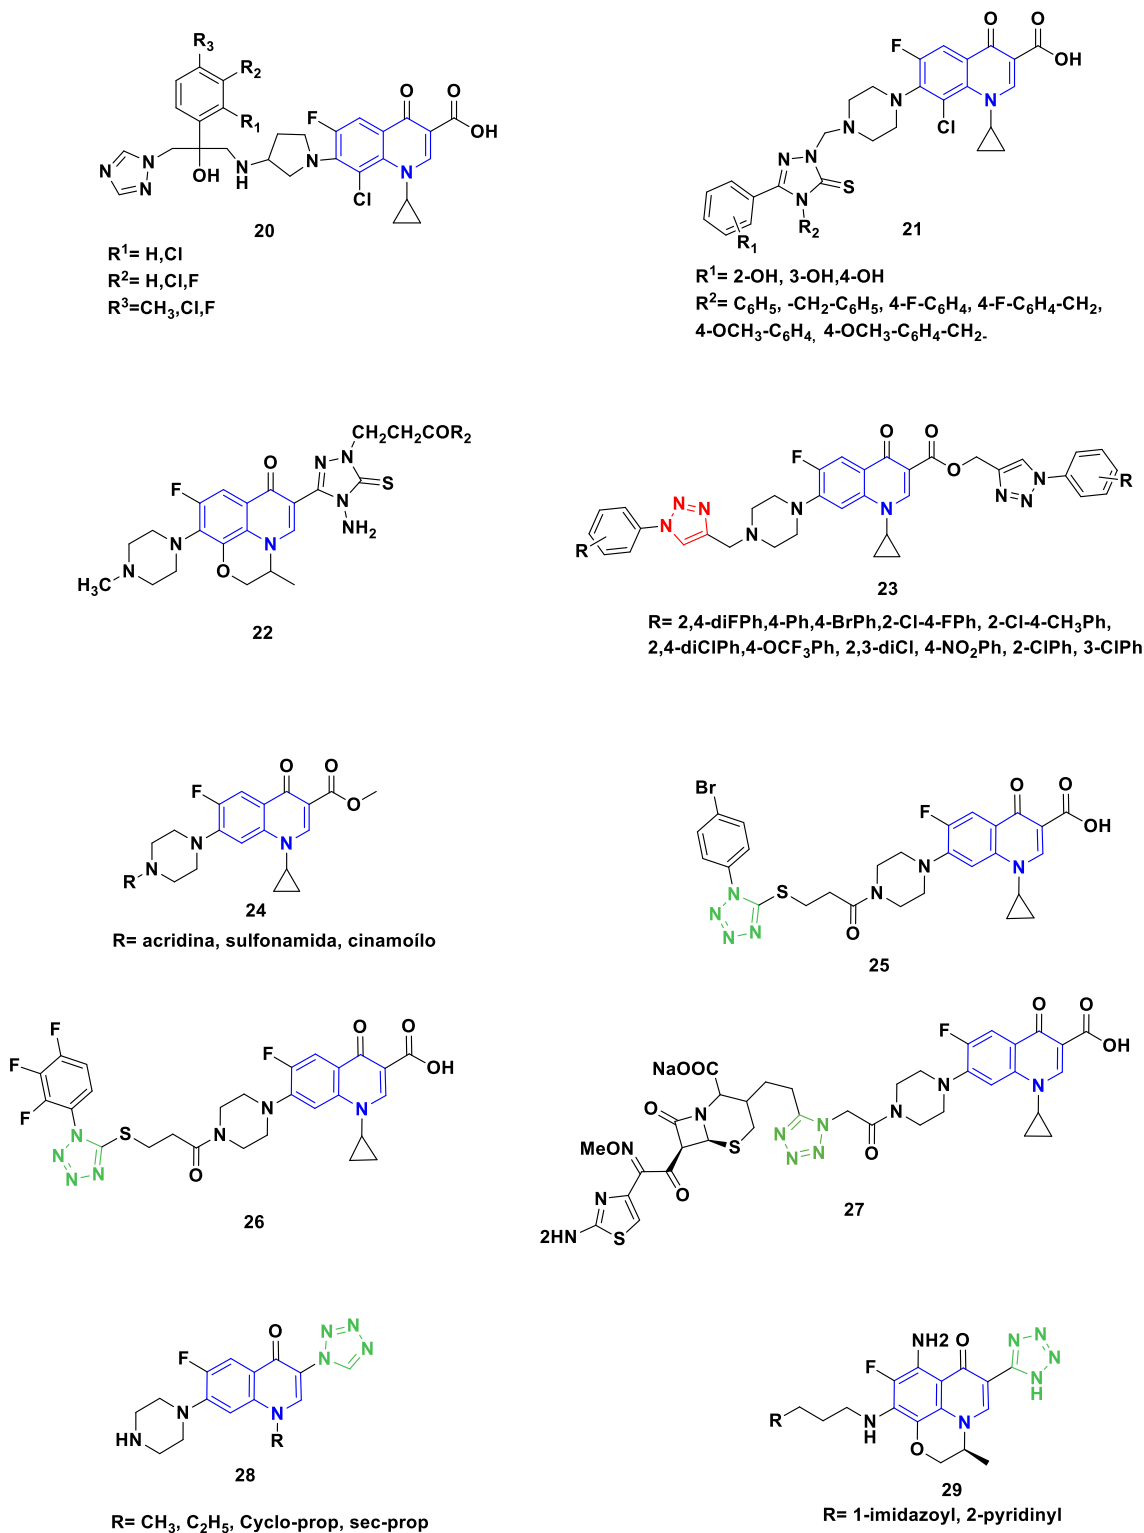 R3
R2
R1
OH
N
N
N
N
H
N
F
O
O
OH
N
Cl
20
R1= H,Cl
R2= H,Cl,F
R3=CH3,Cl,F
F
O
O
OH
N
N
N
Cl
N
N
N
S
R1
R2
21
R1= 2-OH, 3-OH,4-OH
R2= C6H5, -CH2-C6H5, 4-F-C6H4, 4-F-C6H4-CH2,
4-OCH3-C6H4, 4-OCH3-C6H4-CH2-
CH2CH2COR2
F
O
N
N
S
N
NH2
N
N
N
O
H3C
22
F
O
O
O
N
N
N
R
N
N
N
N
N
N
R
23
R= 2,4-diFPh,4-Ph,4-BrPh,2-Cl-4-FPh, 2-Cl-4-CH3Ph,
2,4-diClPh,4-OCF3Ph, 2,3-diCl, 4-NO2Ph, 2-ClPh, 3-ClPh
F
O
O
O
N
N
N
R
24
R= acridina, sulfonamida, cinamoílo
Br
F
O
O
OH
N
N
N
S
O
N
N
N
N
25
F
F
F
F
O
O
OH
N
N
N
S
O
N
N
N
N
26
NaOOC
O
N
S
MeON
O
N
S
2HN
N
N
N
N
O
N
N
F
O
O
OH
N
27
F
O
N
N
N
N
N
HN
N
R
28
R= CH3, C2H5, Cyclo-prop, sec-prop
NH2
O
F
N
N
N
N
H
R
N
H
O
N
29
R= 1-imidazoyl, 2-pyridinyl